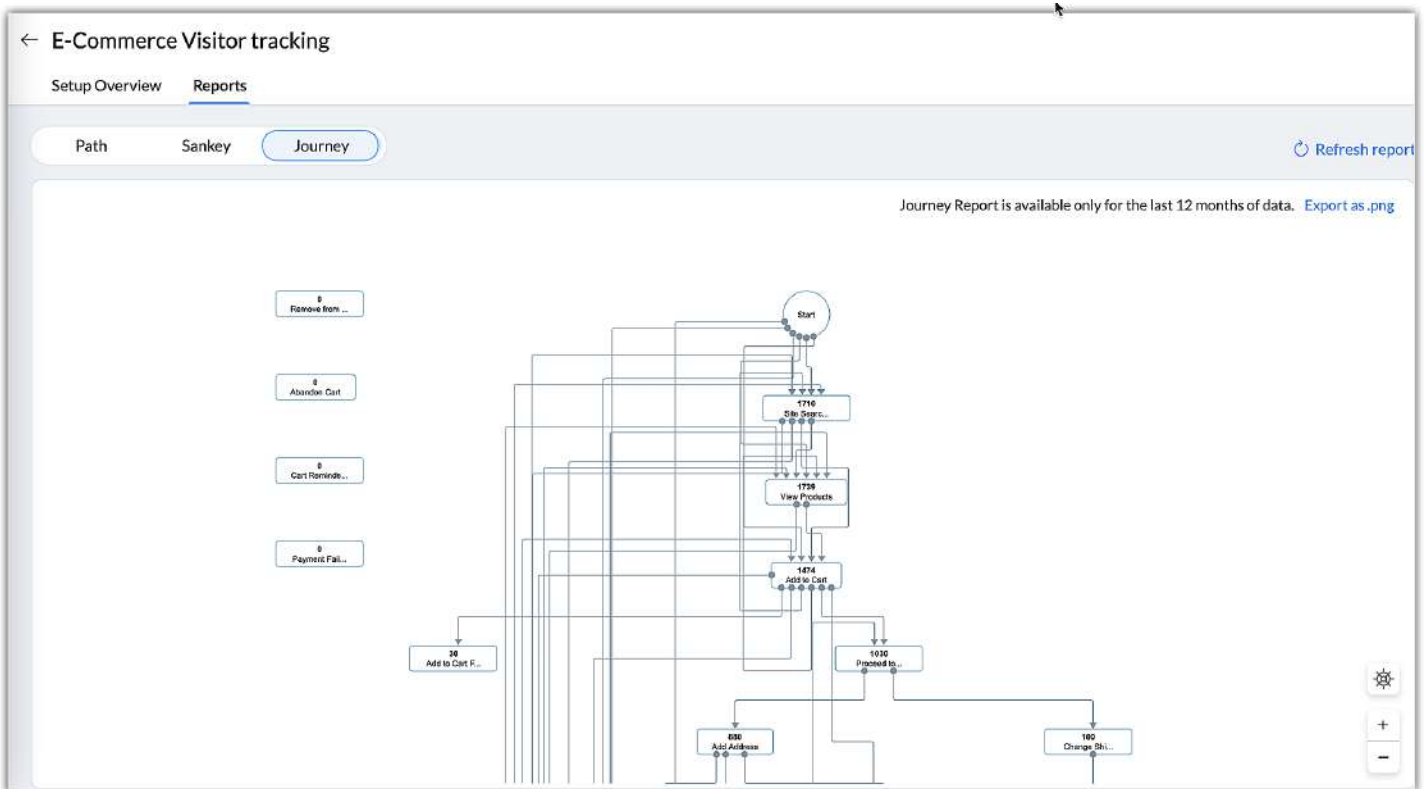 ← E-Commerce Visitor tracking
Setup Overview Reports
Path Sankey Journey
Refresh report
Journey Report is available only for the last 12 months of data. Export as .png
0
Remove from ...
Start
0
Abandon Cart
1710
Site Searc...
0
Cart Reminde...
1739
View Products
0
Payment Fail...
1474
Add to Cart
Add to Cart F...
1030
Proceed to...
Add Address
Change Shi...
+
−